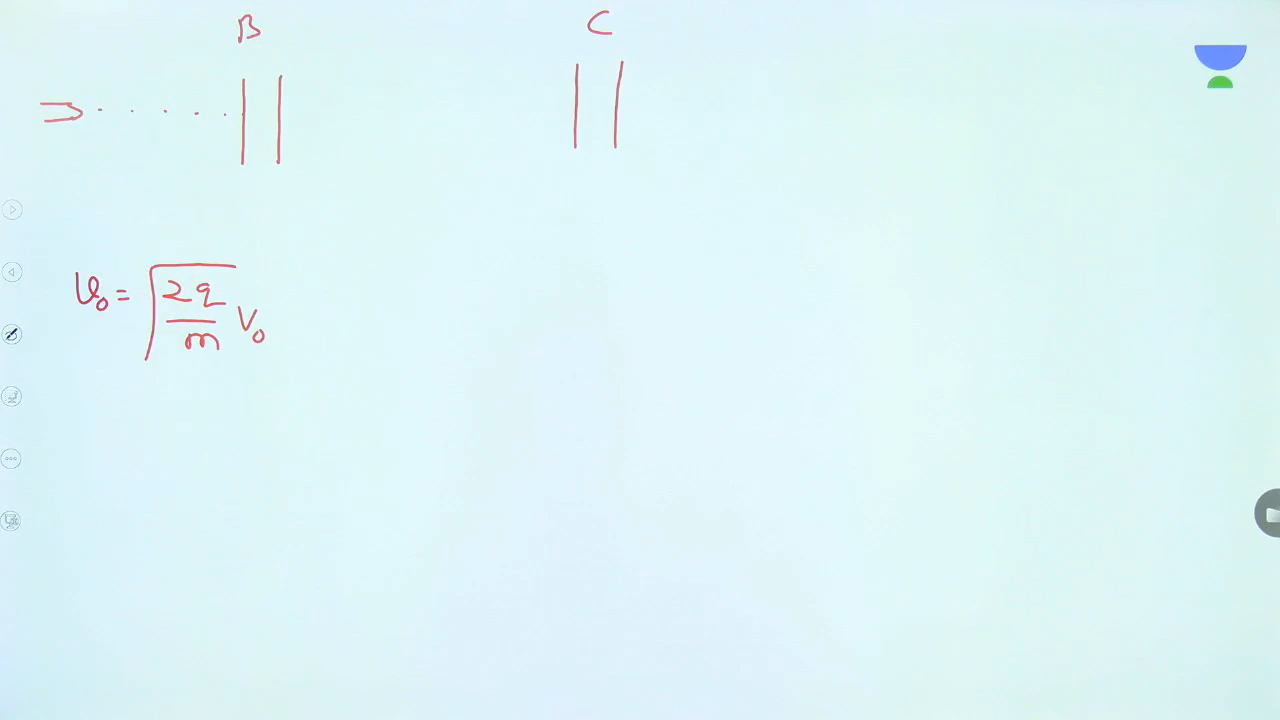 B C
v₀ = √(2q/m) V₀